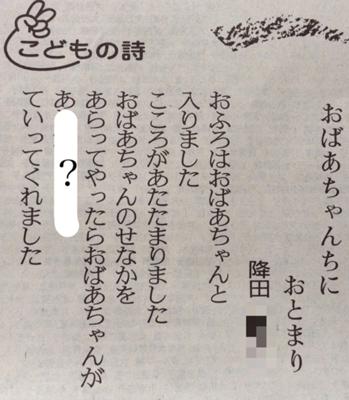 こどもの詩
おばあちゃんちに
おとまり
降田
おふろはおばあちゃんと
入りました
こころがあたたまりました
おばあちゃんのせなかを
あらってやったらおばあちゃんが
あ ?
ていってくれました